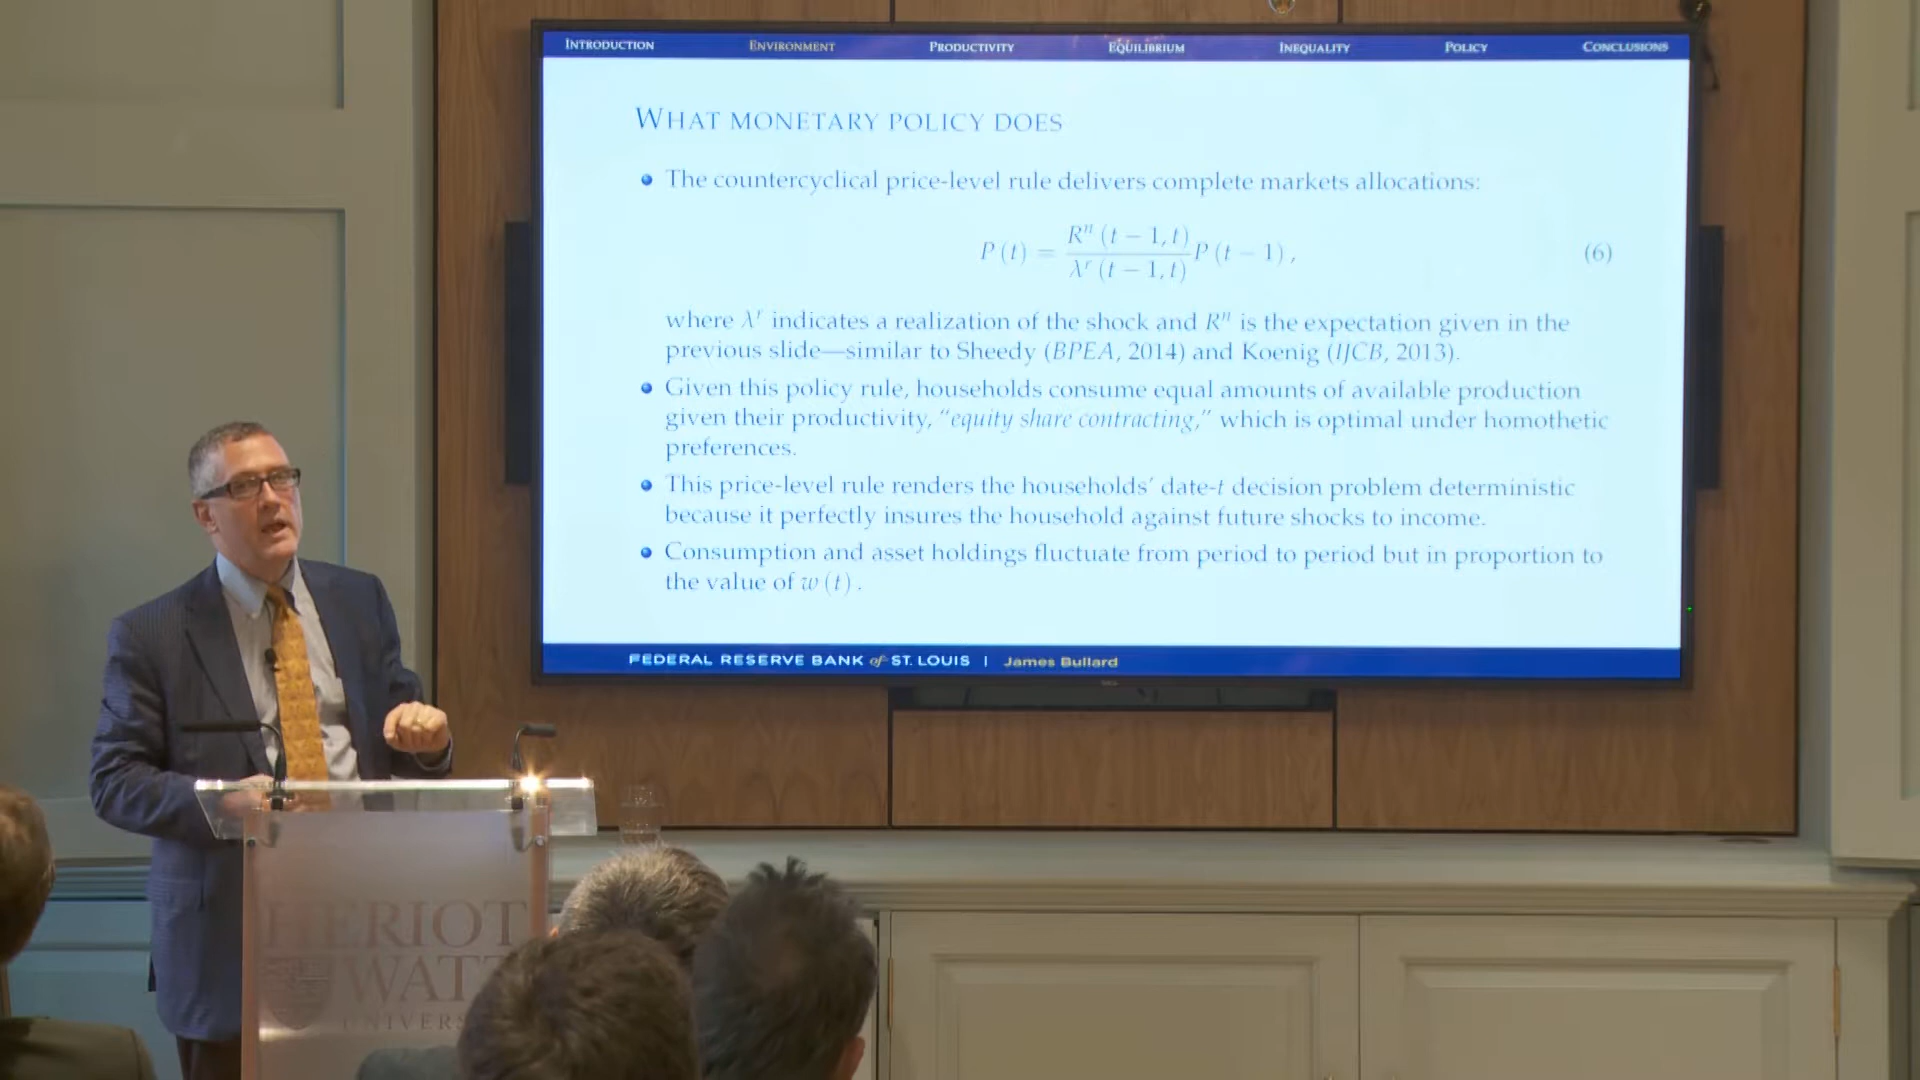 INTRODUCTION ENVIRONMENT PRODUCTIVITY EQUILIBRIUM INEQUALITY POLICY CONCLUSIONS
WHAT MONETARY POLICY DOES
The countercyclical price-level rule delivers complete markets allocations:
P (t) = Rⁿ (t − 1, t) / λʳ (t − 1, t) P (t − 1) , (6)
where λʳ indicates a realization of the shock and Rⁿ is the expectation given in the
previous slide—similar to Sheedy (BPEA, 2014) and Koenig (IJCB, 2013).
Given this policy rule, households consume equal amounts of available production
given their productivity, “equity share contracting,” which is optimal under homothetic
preferences.
This price-level rule renders the households’ date-t decision problem deterministic
because it perfectly insures the household against future shocks to income.
Consumption and asset holdings fluctuate from period to period but in proportion to
the value of w (t) .
FEDERAL RESERVE BANK of ST. LOUIS | James Bullard
HERIOT
WATT
UNIVERS